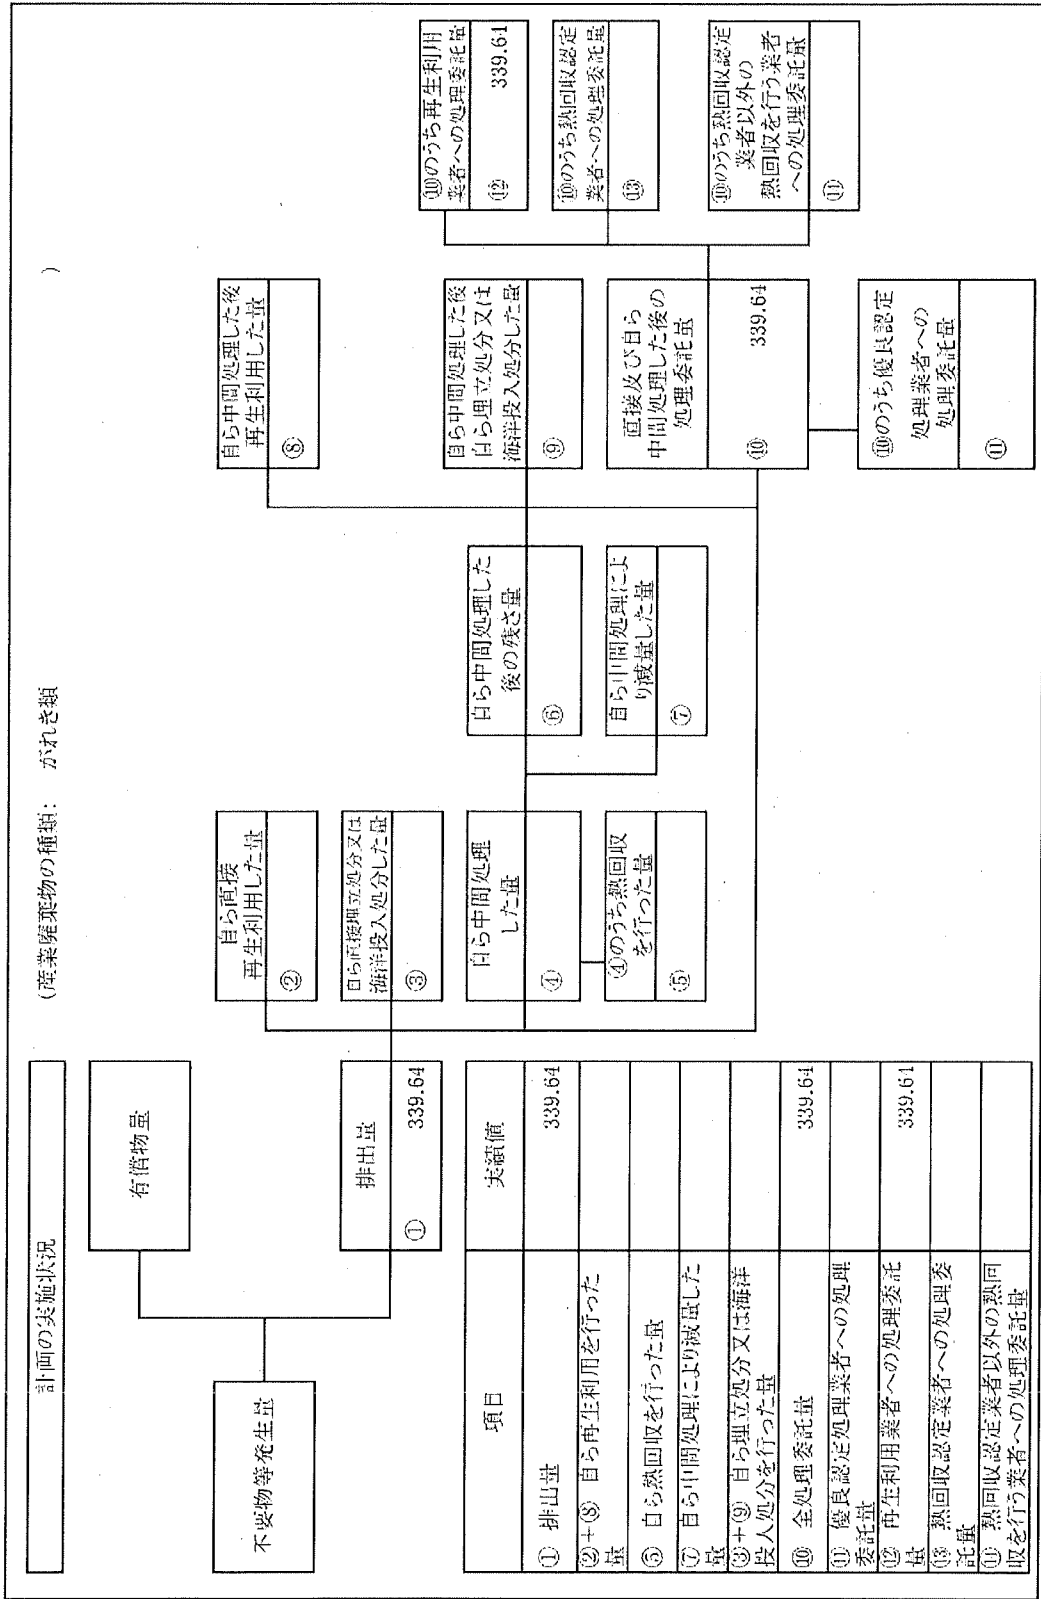 計画の実施状況
(産業廃棄物の種類： がれき類 )
不要物等発生量
有償物量
排出量
① 339.64
自ら直接
再生利用した量
②
自ら直接埋立処分又は
海洋投入処分した量
③
自ら中間処理
した量
④
④のうち熱回収
を行った量
⑤
自ら中間処理した
後の残さ量
⑥
自ら中間処理によ
り減量した量
⑦
自ら中間処理した後
再生利用した量
⑧
自ら中間処理した後
自ら埋立処分又は
海洋投入処分した量
⑨
直接及び自ら
中間処理した後の
処理委託量
⑩ 339.64
⑩のうち優良認定
処理業者への
処理委託量
⑪
⑩のうち再生利用
業者への処理委託量
⑫ 339.64
⑩のうち熱回収認定
業者への処理委託量
⑬
⑩のうち熱回収認定
業者以外の
熱回収を行う業者
への処理委託量
⑭
項目 実績値
① 排出量 339.64
②+⑧ 自ら再生利用を行った
量
⑤ 自ら熱回収を行った量
⑦ 自ら中間処理により減量した
量
③+⑨ 自ら埋立処分又は海洋
投入処分を行った量
⑩ 全処理委託量 339.64
⑪ 優良認定処理業者への処理
委託量
⑫ 再生利用業者への処理委託
量 339.64
⑬ 熱回収認定業者への処理委
託量
⑭ 熱回収認定業者以外の熱回
収を行う業者への処理委託量